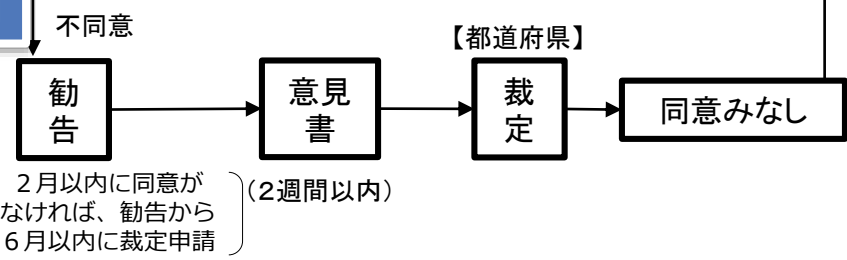 不同意
【都道府県】
勧
告
意見
書
裁
定
同意みなし
２月以内に同意が
なければ、勧告から
６月以内に裁定申請
（２週間以内）